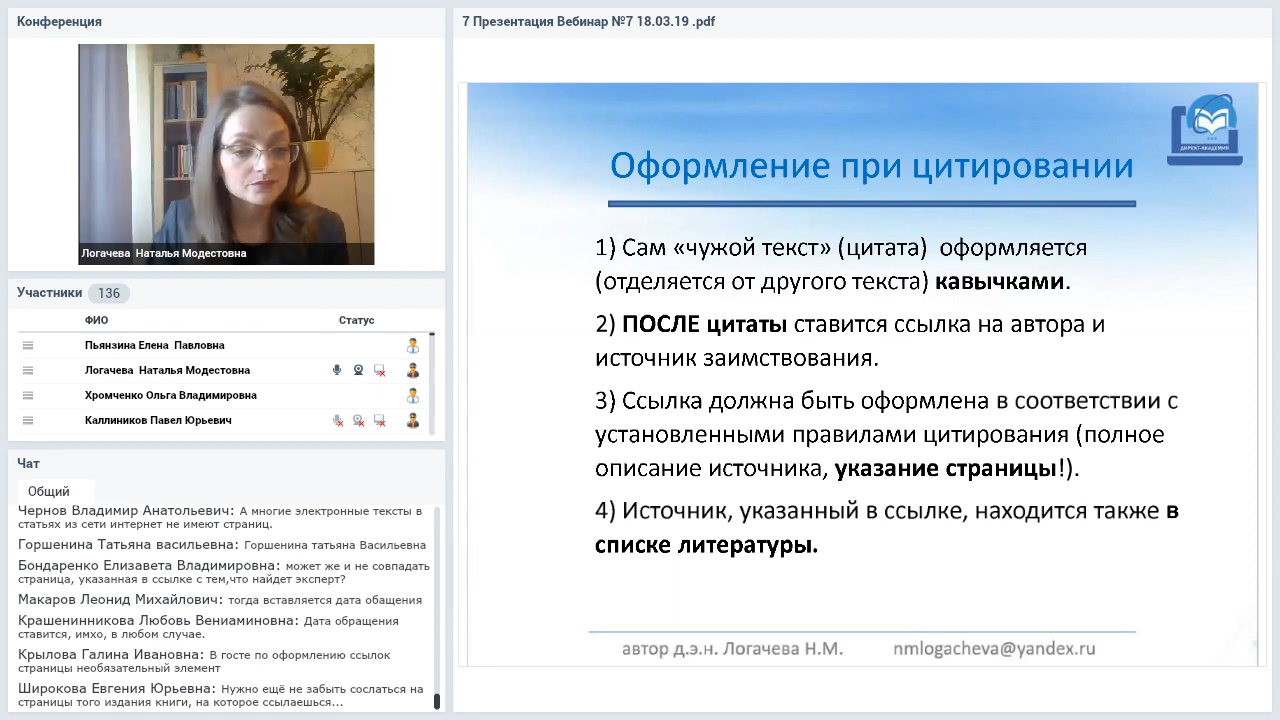 Конференция
Логачева  Наталья Модестовна
Участники 136
ФИО Статус
Пьянзина Елена  Павловна
Логачева  Наталья Модестовна
Хромченко Ольга Владимировна
Каллиников Павел Юрьевич
Чат
Общий
Чернов Владимир Анатольевич: А многие электронные тексты в
статьях из сети интернет не имеют страниц.
Горшенина Татьяна васильевна: Горшенина татьяна Васильевна
Бондаренко Елизавета Владимировна: может же и не совпадать
страница, указанная в ссылке с тем,что найдет эксперт?
Макаров Леонид Михайлович: тогда вставляется дата обащения
Крашенинникова Любовь Вениаминовна: Дата обращения
ставится, имхо, в любом случае.
Крылова Галина Ивановна: В госте по оформлению ссылок
страницы необязательный элемент
Широкова Евгения Юрьевна: Нужно ещё не забыть сослаться на
страницы того издания книги, на которое ссылаешься...
7 Презентация Вебинар №7 18.03.19 .pdf
ДИРЕКТ-АКАДЕМИЯ
Оформление при цитировании
1) Сам «чужой текст» (цитата)  оформляется
(отделяется от другого текста) кавычками.
2) ПОСЛЕ цитаты ставится ссылка на автора и
источник заимствования.
3) Ссылка должна быть оформлена в соответствии с
установленными правилами цитирования (полное
описание источника, указание страницы!).
4) Источник, указанный в ссылке, находится также в
списке литературы.
автор д.э.н. Логачева Н.М. nmlogacheva@yandex.ru